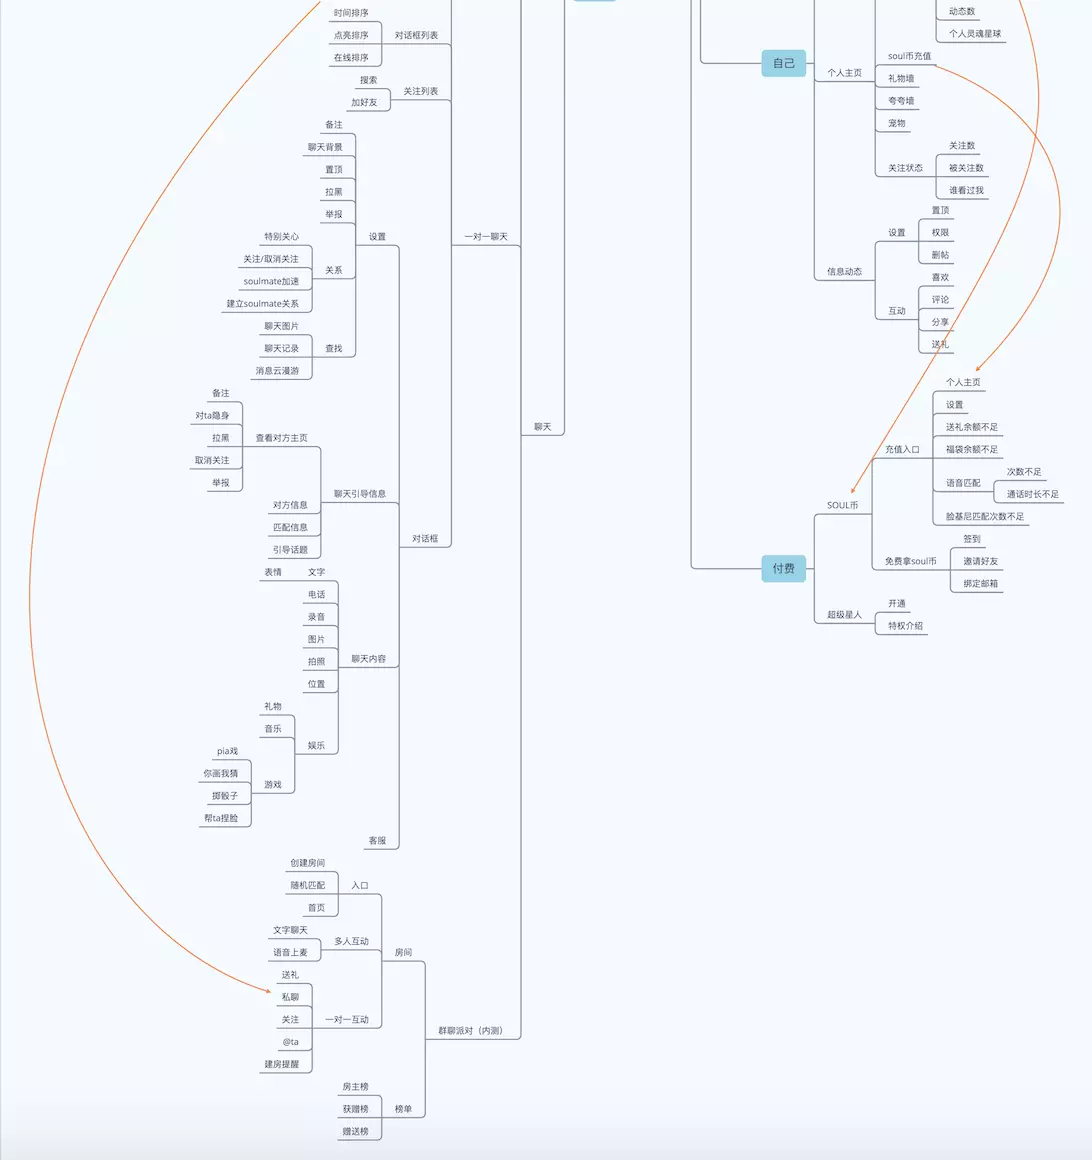 时间排序
点亮排序
在线排序
对话框列表
搜索
加好友
关注列表
备注
聊天背景
置顶
拉黑
举报
设置
特别关心
关注/取消关注
soulmate加速
建立soulmate关系
关系
聊天图片
聊天记录
消息云漫游
查找
一对一聊天
备注
对ta隐身
拉黑
取消关注
举报
查看对方主页
对方信息
匹配信息
引导话题
聊天引导信息
对话框
聊天
表情
文字
电话
录音
图片
拍照
位置
聊天内容
礼物
音乐
娱乐
pia戏
你画我猜
掷骰子
帮ta捏脸
游戏
客服
创建房间
随机匹配
首页
入口
文字聊天
语音上麦
多人互动
房间
送礼
私聊
关注
@ta
建房提醒
一对一互动
群聊派对（内测）
房主榜
获赠榜
赠送榜
榜单
动态数
个人灵魂星球
自己
个人主页
soul币充值
礼物墙
夸夸墙
宠物
关注状态
关注数
被关注数
谁看过我
信息动态
设置
置顶
权限
删帖
互动
喜欢
评论
分享
送礼
付费
SOUL币
充值入口
个人主页
设置
送礼余额不足
福袋余额不足
语音匹配
次数不足
通话时长不足
脸基尼匹配次数不足
免费拿soul币
签到
邀请好友
绑定邮箱
超级星人
开通
特权介绍